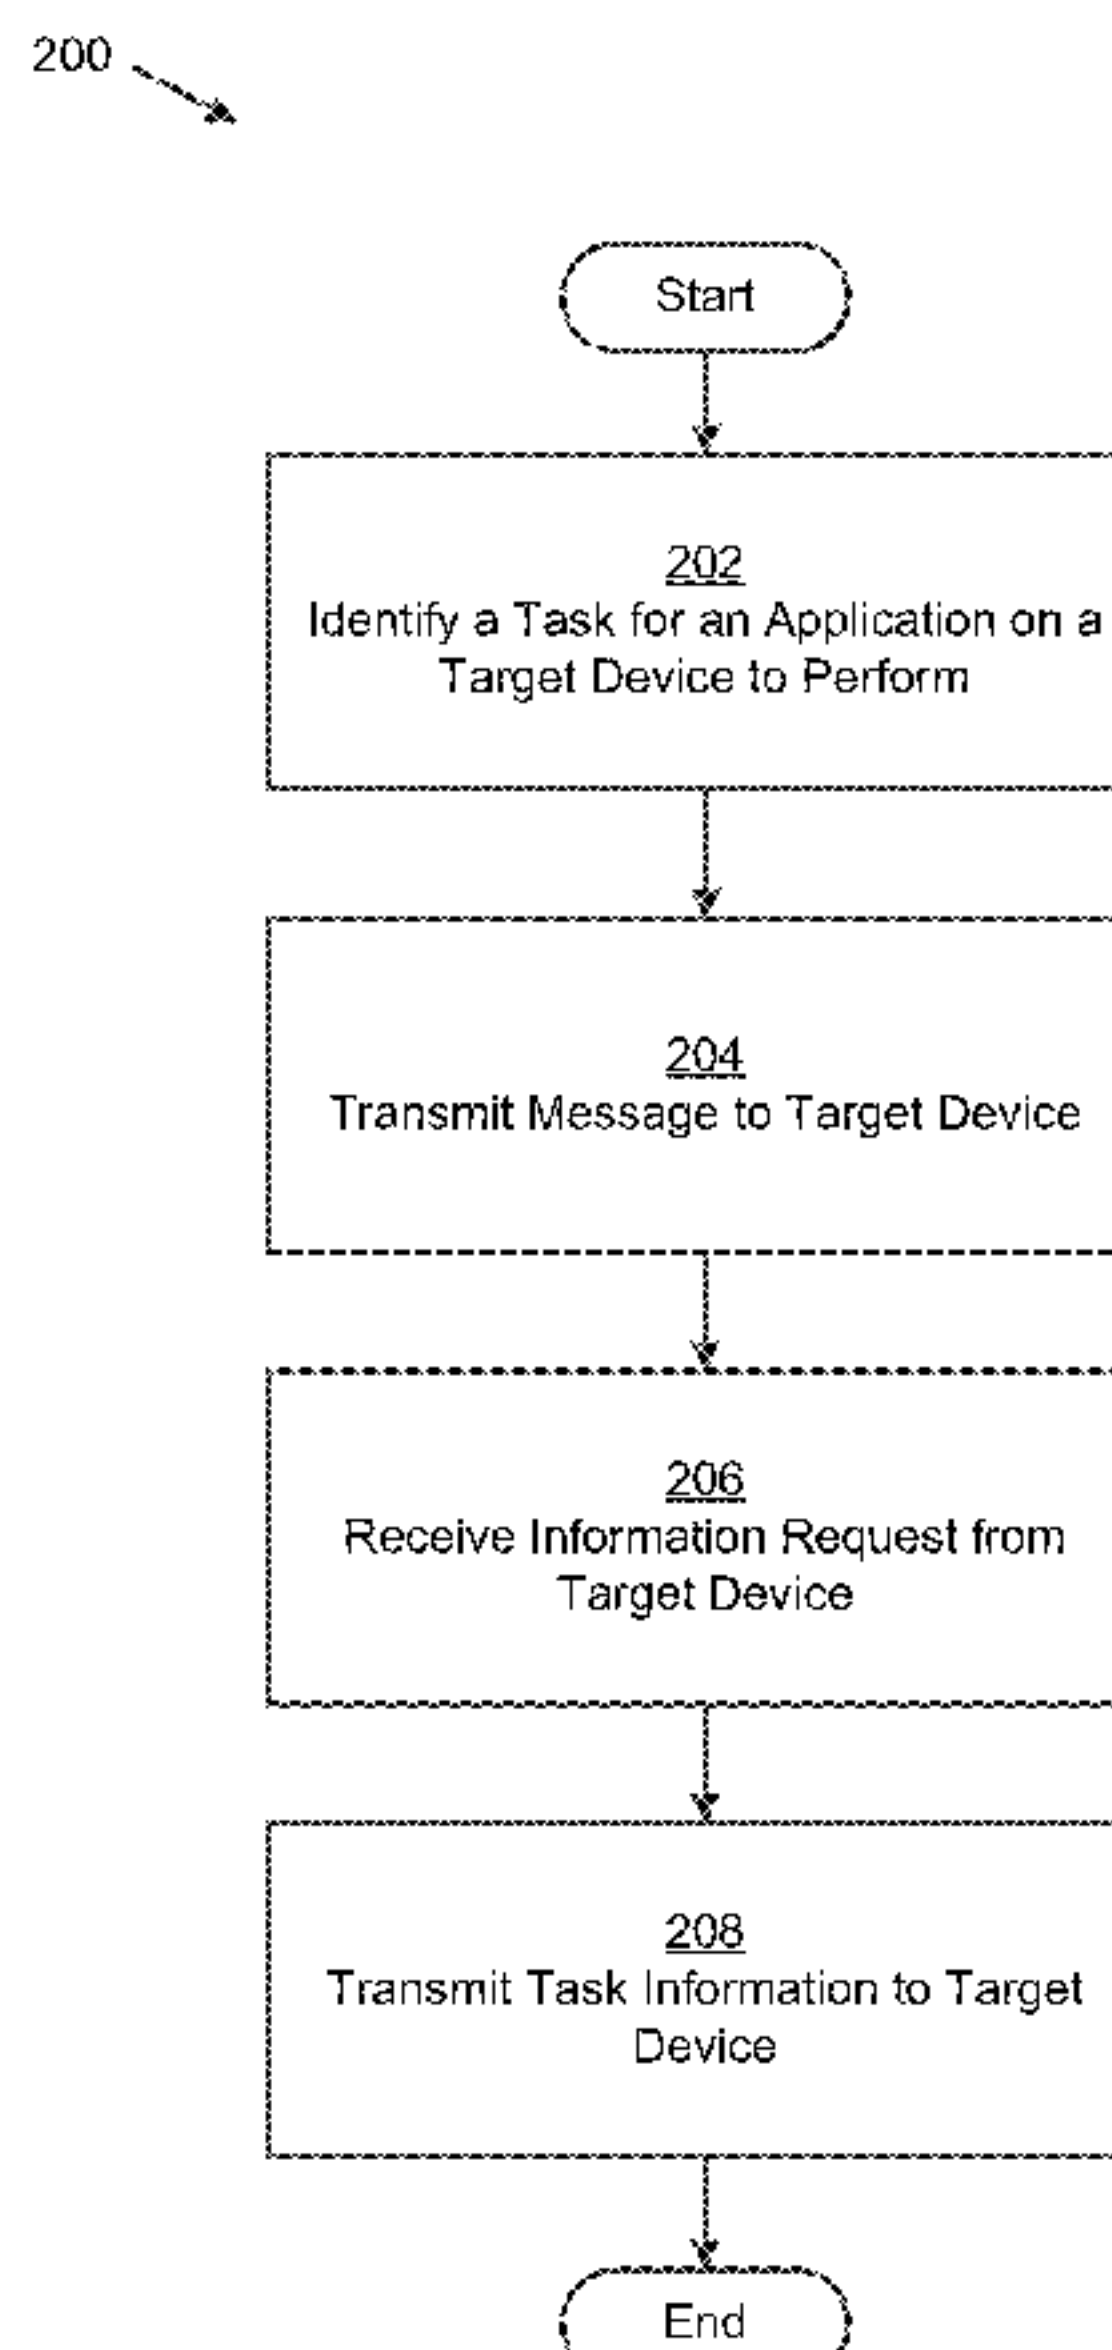 200
Start
202
Identify a Task for an Application on a
Target Device to Perform
204
Transmit Message to Target Device
206
Receive Information Request from
Target Device
208
Transmit Task Information to Target
Device
End